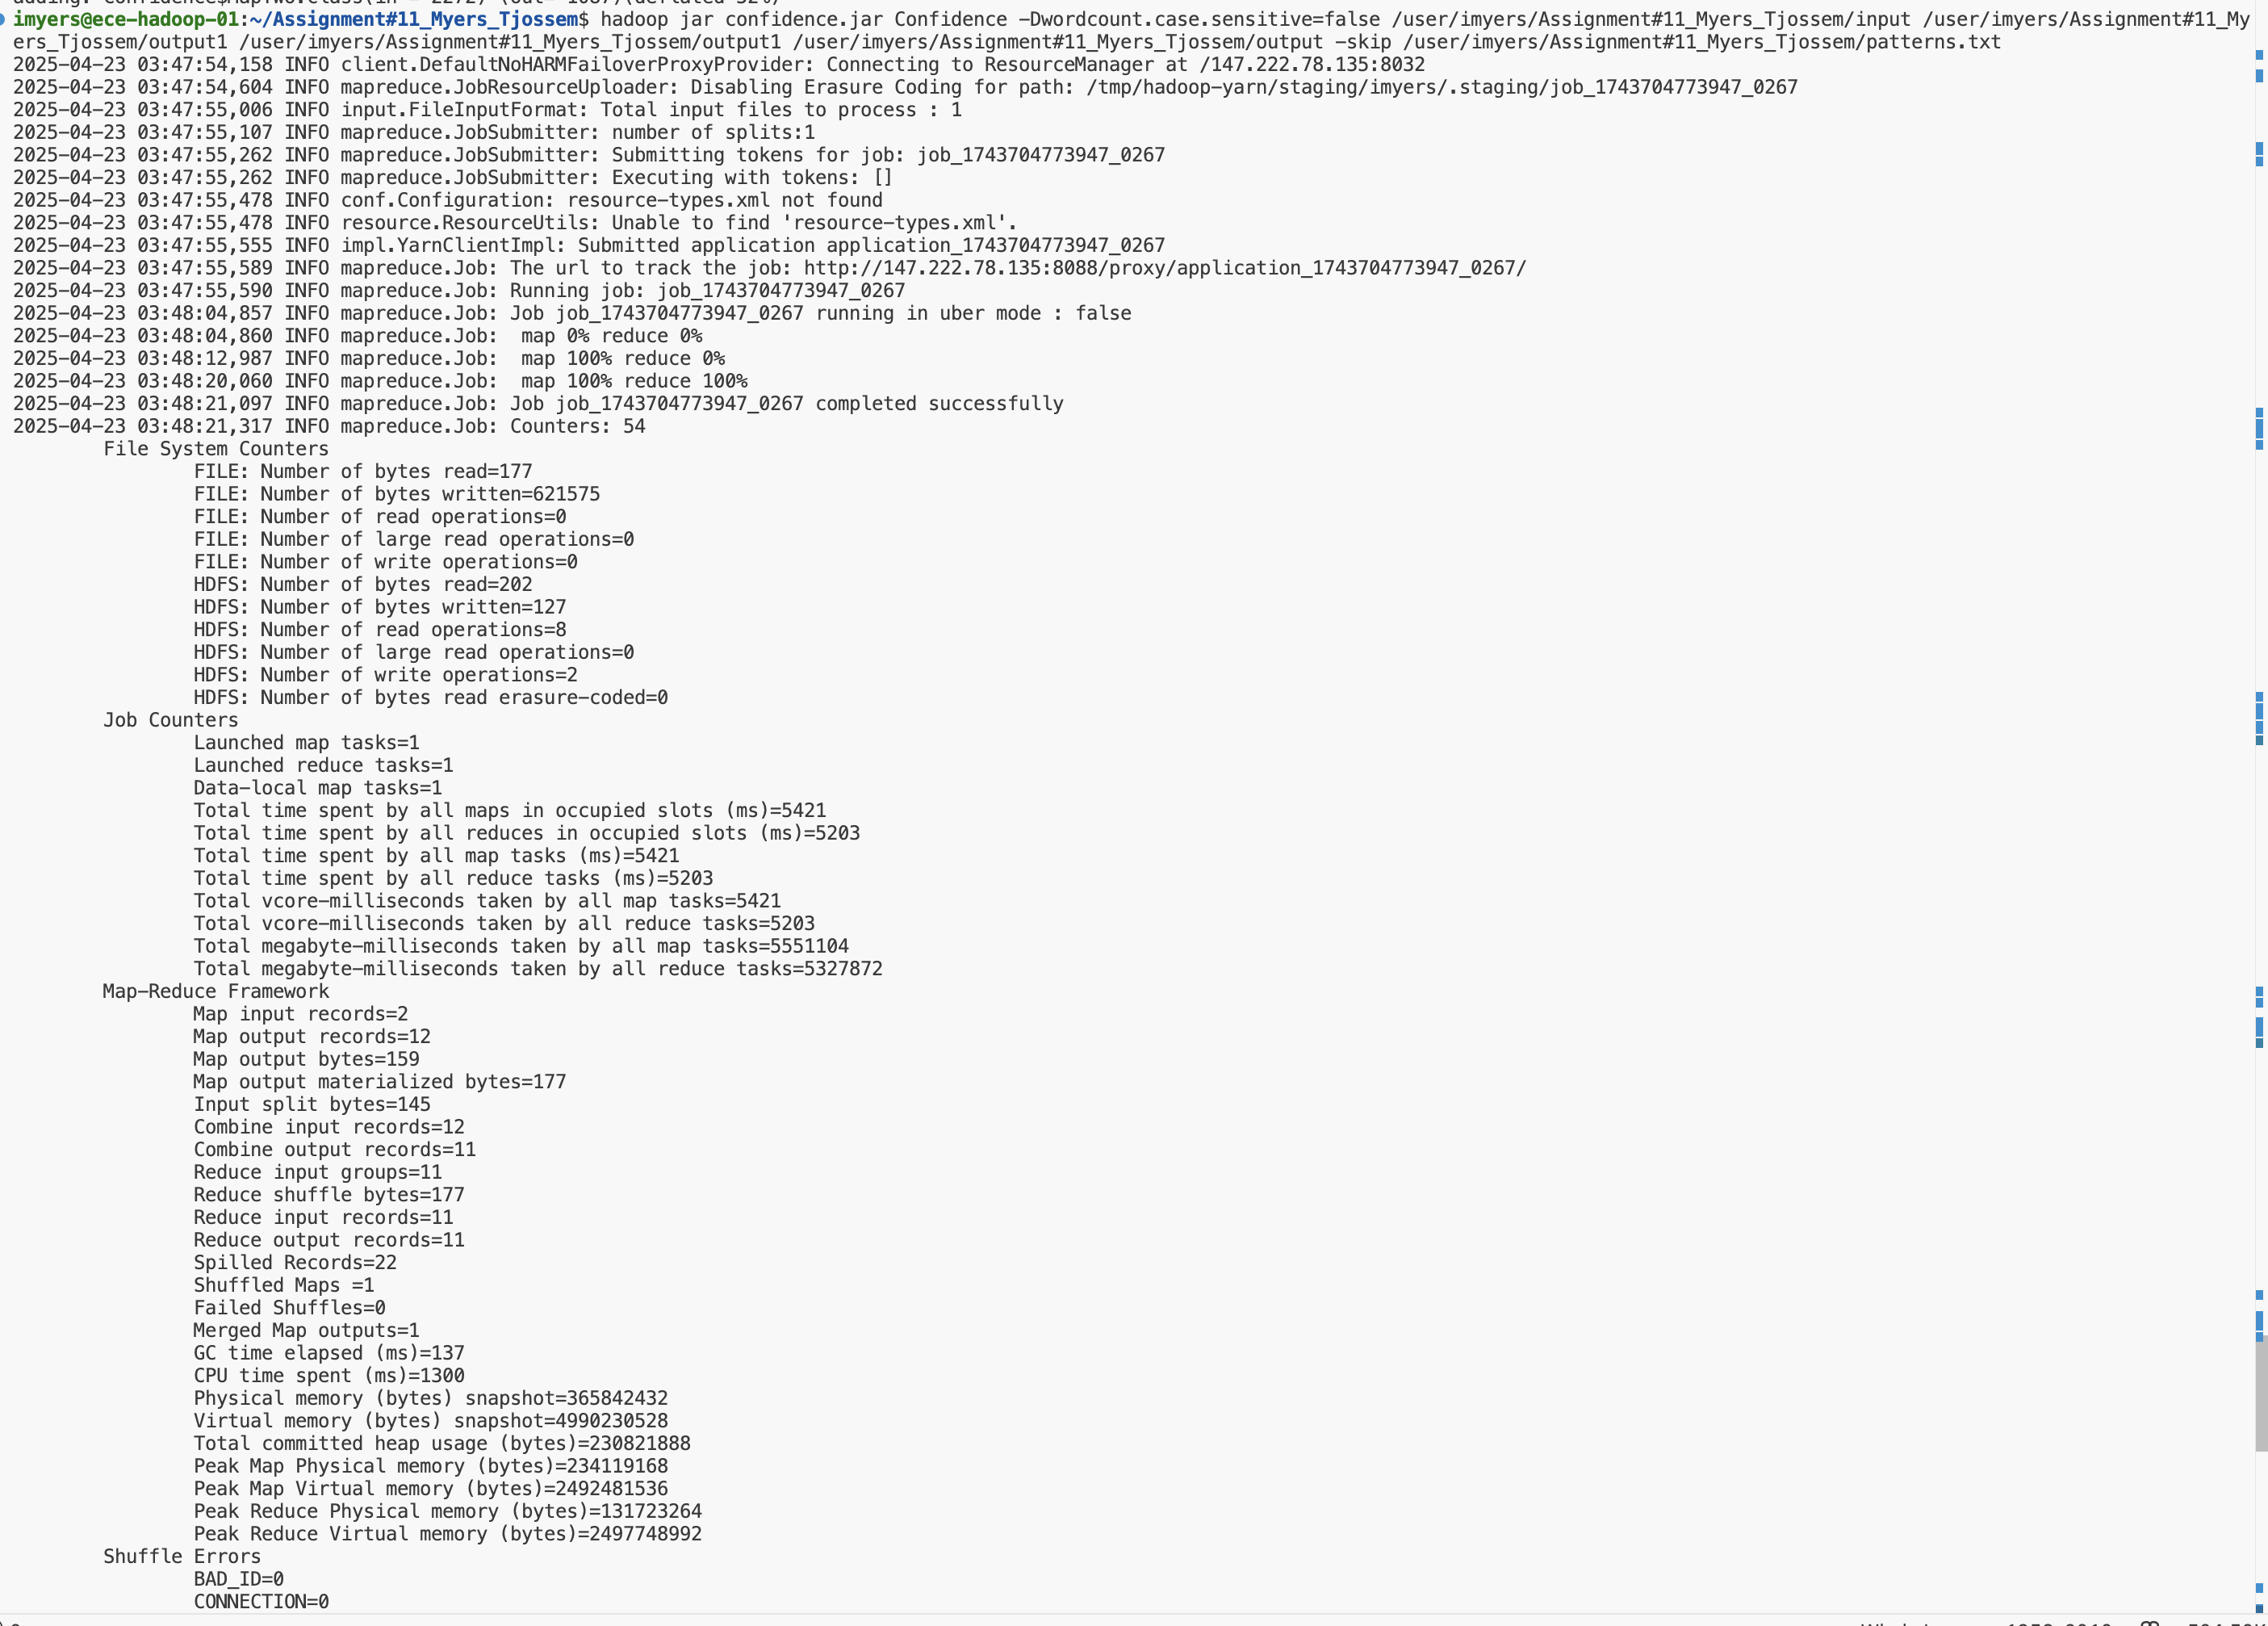 imyers@ece-hadoop-01:~/Assignment#11_Myers_Tjossem$ hadoop jar confidence.jar Confidence -Dwordcount.case.sensitive=false /user/imyers/Assignment#11_Myers_Tjossem/input /user/imyers/Assignment#11_My
ers_Tjossem/output1 /user/imyers/Assignment#11_Myers_Tjossem/output1 /user/imyers/Assignment#11_Myers_Tjossem/output -skip /user/imyers/Assignment#11_Myers_Tjossem/patterns.txt
2025-04-23 03:47:54,158 INFO client.DefaultNoHARMFailoverProxyProvider: Connecting to ResourceManager at /147.222.78.135:8032
2025-04-23 03:47:54,604 INFO mapreduce.JobResourceUploader: Disabling Erasure Coding for path: /tmp/hadoop-yarn/staging/imyers/.staging/job_1743704773947_0267
2025-04-23 03:47:55,006 INFO input.FileInputFormat: Total input files to process : 1
2025-04-23 03:47:55,107 INFO mapreduce.JobSubmitter: number of splits:1
2025-04-23 03:47:55,262 INFO mapreduce.JobSubmitter: Submitting tokens for job: job_1743704773947_0267
2025-04-23 03:47:55,262 INFO mapreduce.JobSubmitter: Executing with tokens: []
2025-04-23 03:47:55,478 INFO conf.Configuration: resource-types.xml not found
2025-04-23 03:47:55,478 INFO resource.ResourceUtils: Unable to find 'resource-types.xml'.
2025-04-23 03:47:55,555 INFO impl.YarnClientImpl: Submitted application application_1743704773947_0267
2025-04-23 03:47:55,589 INFO mapreduce.Job: The url to track the job: http://147.222.78.135:8088/proxy/application_1743704773947_0267/
2025-04-23 03:47:55,590 INFO mapreduce.Job: Running job: job_1743704773947_0267
2025-04-23 03:48:04,857 INFO mapreduce.Job: Job job_1743704773947_0267 running in uber mode : false
2025-04-23 03:48:04,860 INFO mapreduce.Job:  map 0% reduce 0%
2025-04-23 03:48:12,987 INFO mapreduce.Job:  map 100% reduce 0%
2025-04-23 03:48:20,060 INFO mapreduce.Job:  map 100% reduce 100%
2025-04-23 03:48:21,097 INFO mapreduce.Job: Job job_1743704773947_0267 completed successfully
2025-04-23 03:48:21,317 INFO mapreduce.Job: Counters: 54
File System Counters
FILE: Number of bytes read=177
FILE: Number of bytes written=621575
FILE: Number of read operations=0
FILE: Number of large read operations=0
FILE: Number of write operations=0
HDFS: Number of bytes read=202
HDFS: Number of bytes written=127
HDFS: Number of read operations=8
HDFS: Number of large read operations=0
HDFS: Number of write operations=2
HDFS: Number of bytes read erasure-coded=0
Job Counters
Launched map tasks=1
Launched reduce tasks=1
Data-local map tasks=1
Total time spent by all maps in occupied slots (ms)=5421
Total time spent by all reduces in occupied slots (ms)=5203
Total time spent by all map tasks (ms)=5421
Total time spent by all reduce tasks (ms)=5203
Total vcore-milliseconds taken by all map tasks=5421
Total vcore-milliseconds taken by all reduce tasks=5203
Total megabyte-milliseconds taken by all map tasks=5551104
Total megabyte-milliseconds taken by all reduce tasks=5327872
Map-Reduce Framework
Map input records=2
Map output records=12
Map output bytes=159
Map output materialized bytes=177
Input split bytes=145
Combine input records=12
Combine output records=11
Reduce input groups=11
Reduce shuffle bytes=177
Reduce input records=11
Reduce output records=11
Spilled Records=22
Shuffled Maps =1
Failed Shuffles=0
Merged Map outputs=1
GC time elapsed (ms)=137
CPU time spent (ms)=1300
Physical memory (bytes) snapshot=365842432
Virtual memory (bytes) snapshot=4990230528
Total committed heap usage (bytes)=230821888
Peak Map Physical memory (bytes)=234119168
Peak Map Virtual memory (bytes)=2492481536
Peak Reduce Physical memory (bytes)=131723264
Peak Reduce Virtual memory (bytes)=2497748992
Shuffle Errors
BAD_ID=0
CONNECTION=0